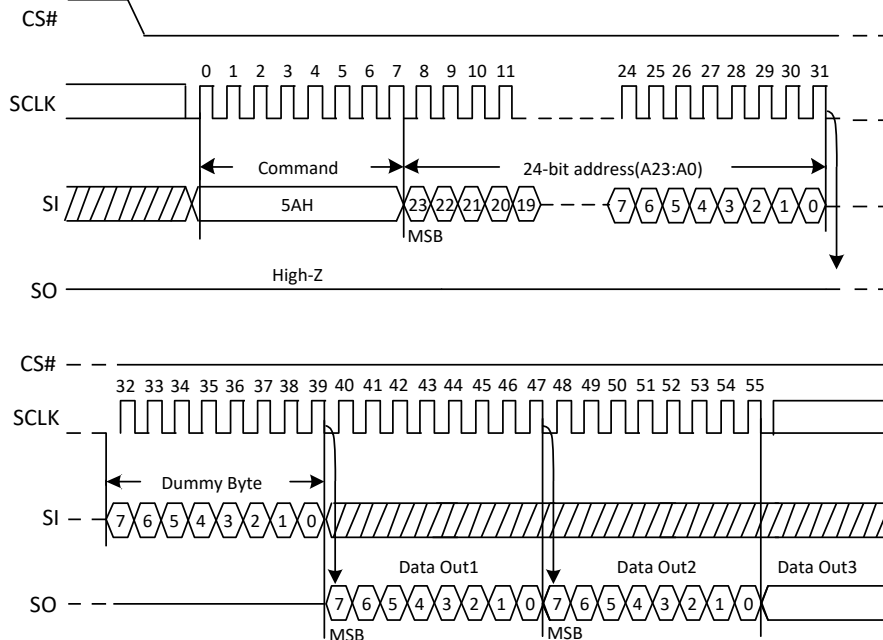 CS#
0 1 2 3 4 5 6 7 8 9 10 11 24 25 26 27 28 29 30 31
SCLK
Command 24-bit address(A23:A0)
SI 5AH 23 22 21 20 19 7 6 5 4 3 2 1 0
MSB
High-Z
SO
CS#
32 33 34 35 36 37 38 39 40 41 42 43 44 45 46 47 48 49 50 51 52 53 54 55
SCLK
Dummy Byte
SI 7 6 5 4 3 2 1 0
Data Out1 Data Out2 Data Out3
SO 7 6 5 4 3 2 1 0 7 6 5 4 3 2 1 0
MSB MSB